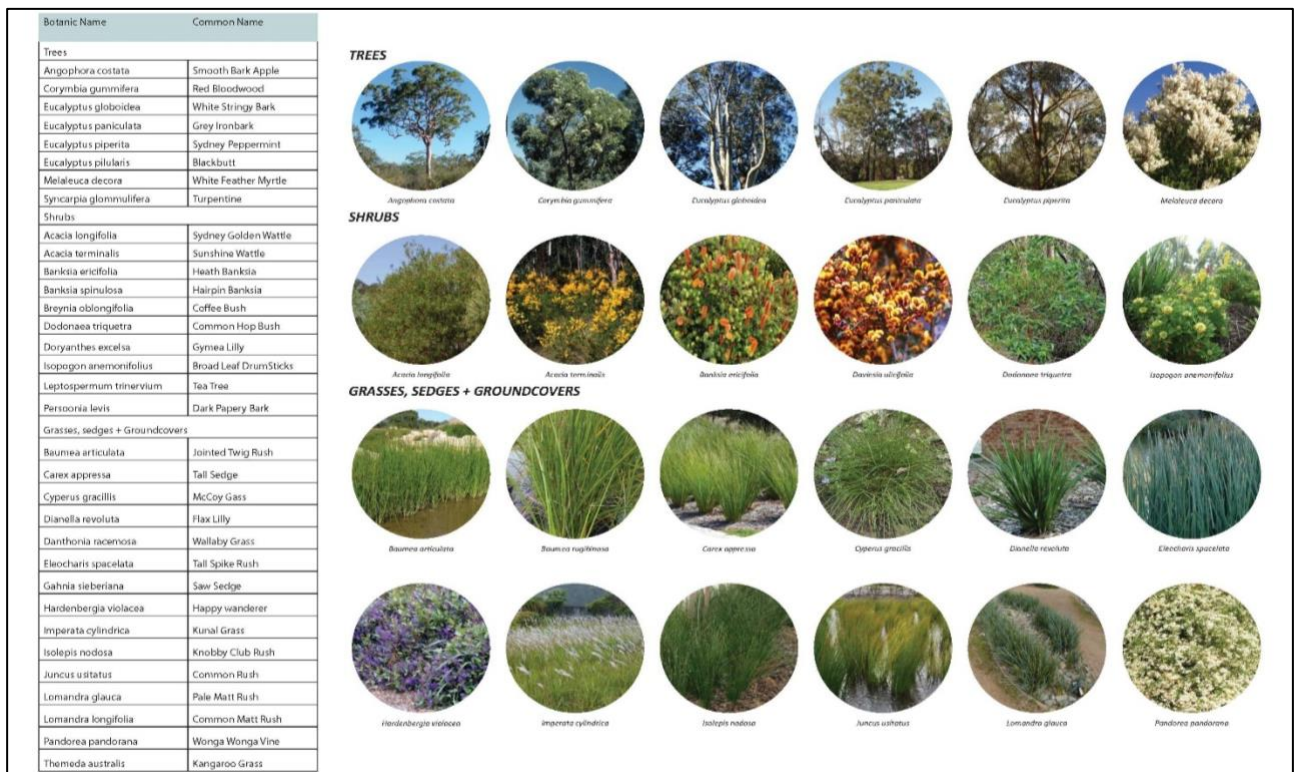 Botanic Name Common Name
Trees
Angophora costata Smooth Bark Apple
Corymbia gummifera Red Bloodwood
Eucalyptus globoidea White Stringy Bark
Eucalyptus paniculata Grey Ironbark
Eucalyptus piperita Sydney Peppermint
Eucalyptus pilularis Blackbutt
Melaleuca decora White Feather Myrtle
Syncarpia glommulifera Turpentine
Shrubs
Acacia longifolia Sydney Golden Wattle
Acacia terminalis Sunshine Wattle
Banksia ericifolia Heath Banksia
Banksia spinulosa Hairpin Banksia
Breynia oblongifolia Coffee Bush
Dodonaea triquetra Common Hop Bush
Doryanthes excelsa Gymea Lilly
Isopogon anemonifolius Broad Leaf DrumSticks
Leptospermum trinervium Tea Tree
Persoonia levis Dark Papery Bark
Grasses, sedges + Groundcovers
Baumea articulata Jointed Twig Rush
Carex appressa Tall Sedge
Cyperus gracillis McCoy Gass
Dianella revoluta Flax Lilly
Danthonia racemosa Wallaby Grass
Eleocharis spacelata Tall Spike Rush
Gahnia sieberiana Saw Sedge
Hardenbergia violacea Happy wanderer
Imperata cylindrica Kunal Grass
Isolepis nodosa Knobby Club Rush
Juncus usitatus Common Rush
Lomandra glauca Pale Matt Rush
Lomandra longifolia Common Matt Rush
Pandorea pandorana Wonga Wonga Vine
Themeda australis Kangaroo Grass
TREES
Angophora costata Corymbia gummifera Eucalyptus globoidea Eucalyptus paniculata Eucalyptus piperita Melaleuca decora
SHRUBS
Acacia longifolia Acacia terminalis Banksia ericifolia Daviesia ulicifolia Dodonaea triquetra Isopogon anemonifolius
GRASSES, SEDGES + GROUNDCOVERS
Baumea articulata Baumea rugibinosa Carex appressa Cyperus gracilis Dianella revoluta Eleocharis spacelata
Hardenbergia violacea Imperata cylindrica Isolepis nodosa Juncus usitatus Lomandra glauca Pandorea pandorana